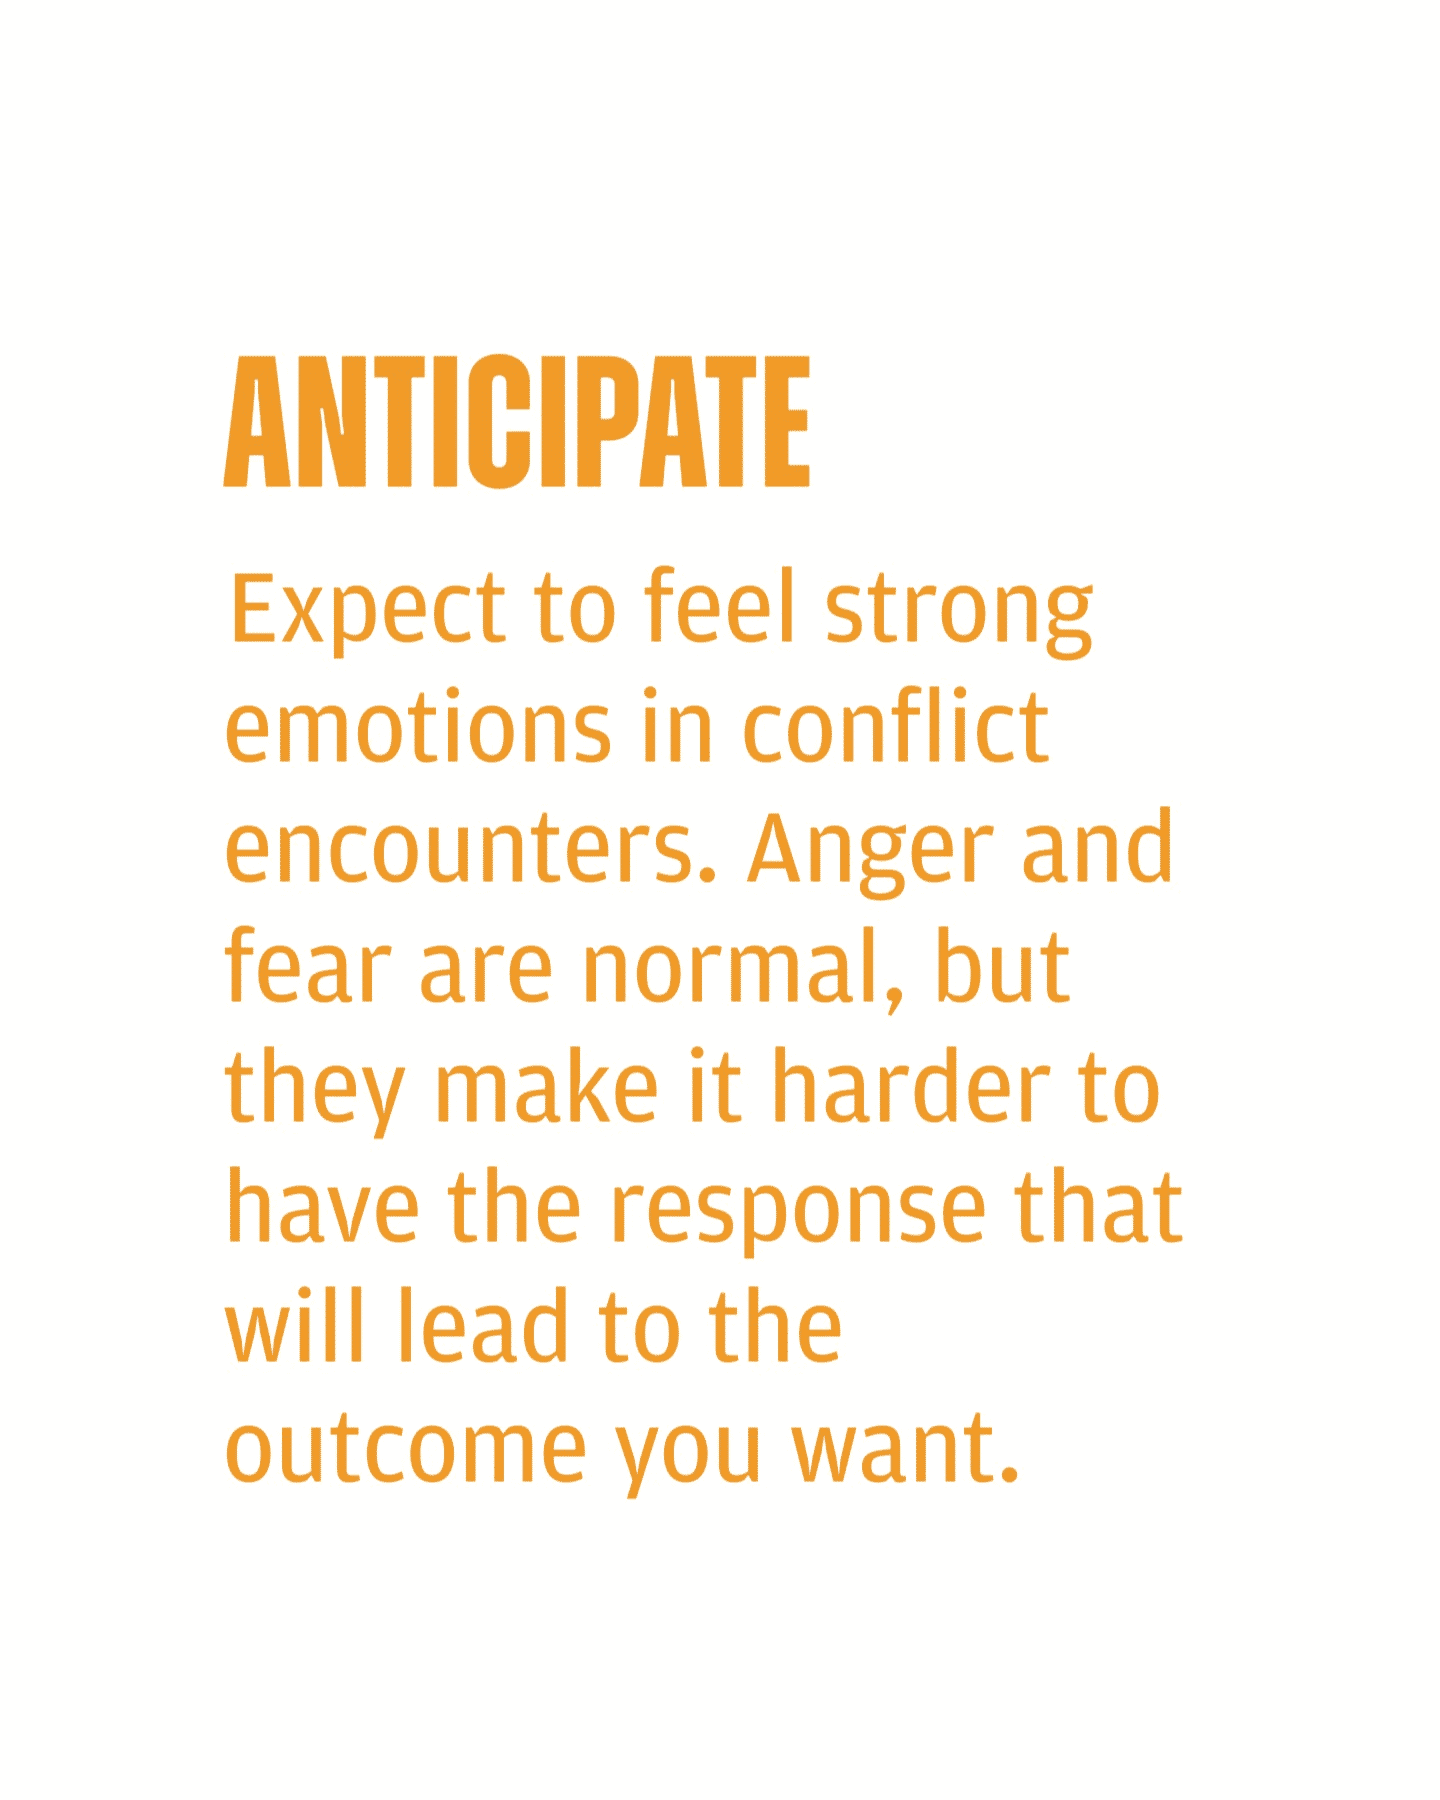 ANTICIPATE
Expect to feel strong
emotions in conflict
encounters. Anger and
fear are normal, but
they make it harder to
have the response that
will lead to the
outcome you want.